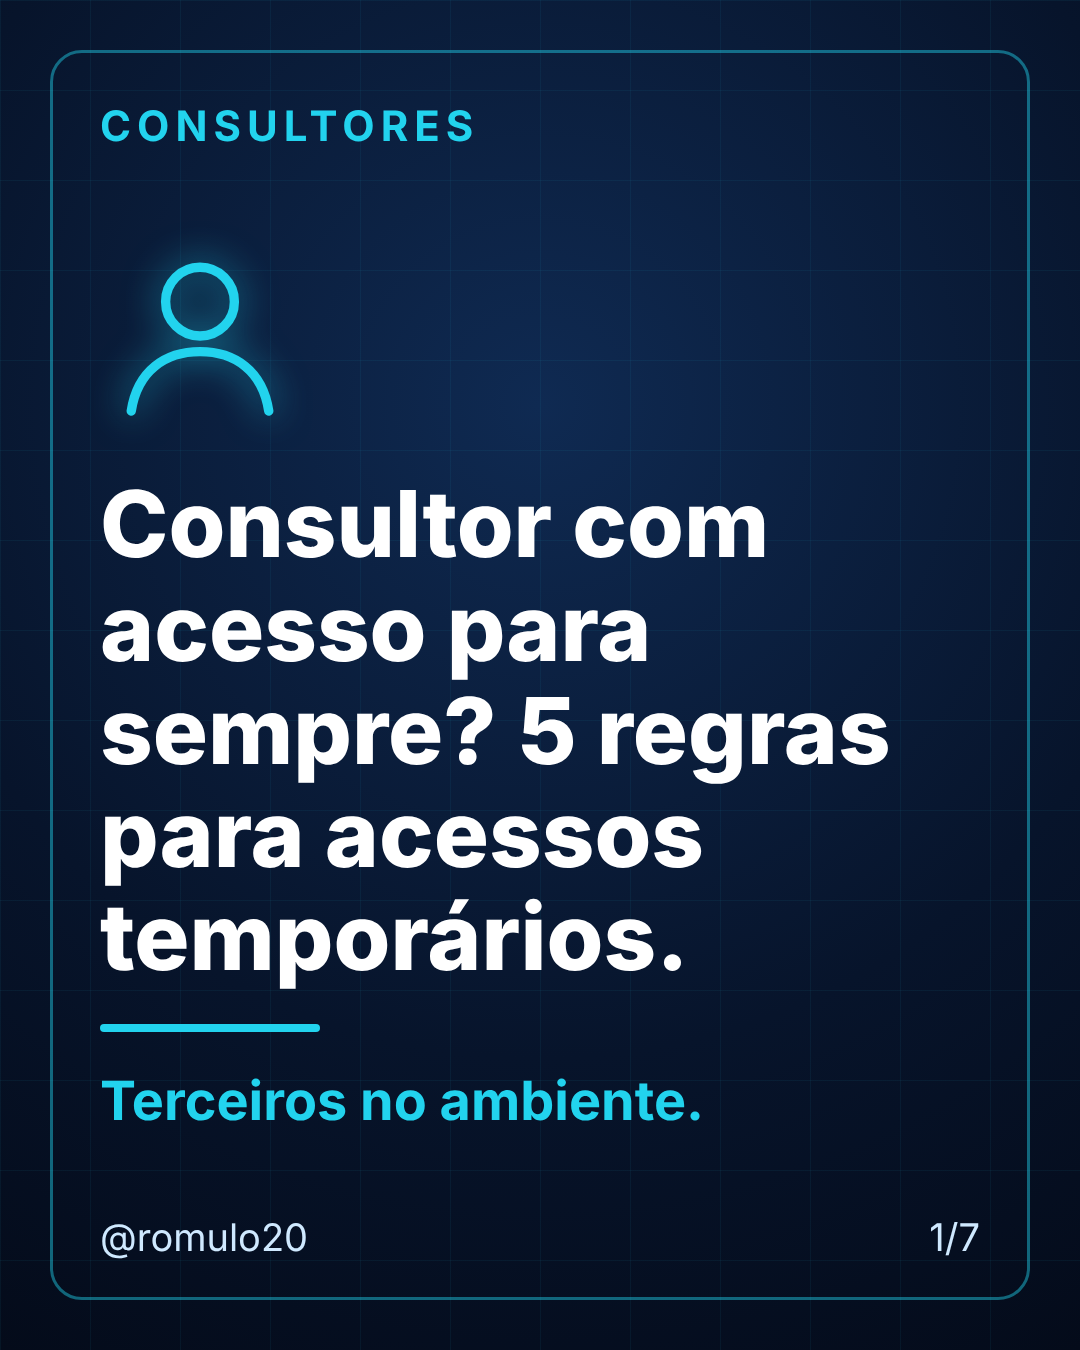 CONSULTORES
Consultor com
acesso para
sempre? 5 regras
para acessos
temporários.
Terceiros no ambiente.
@romulo20
1/7